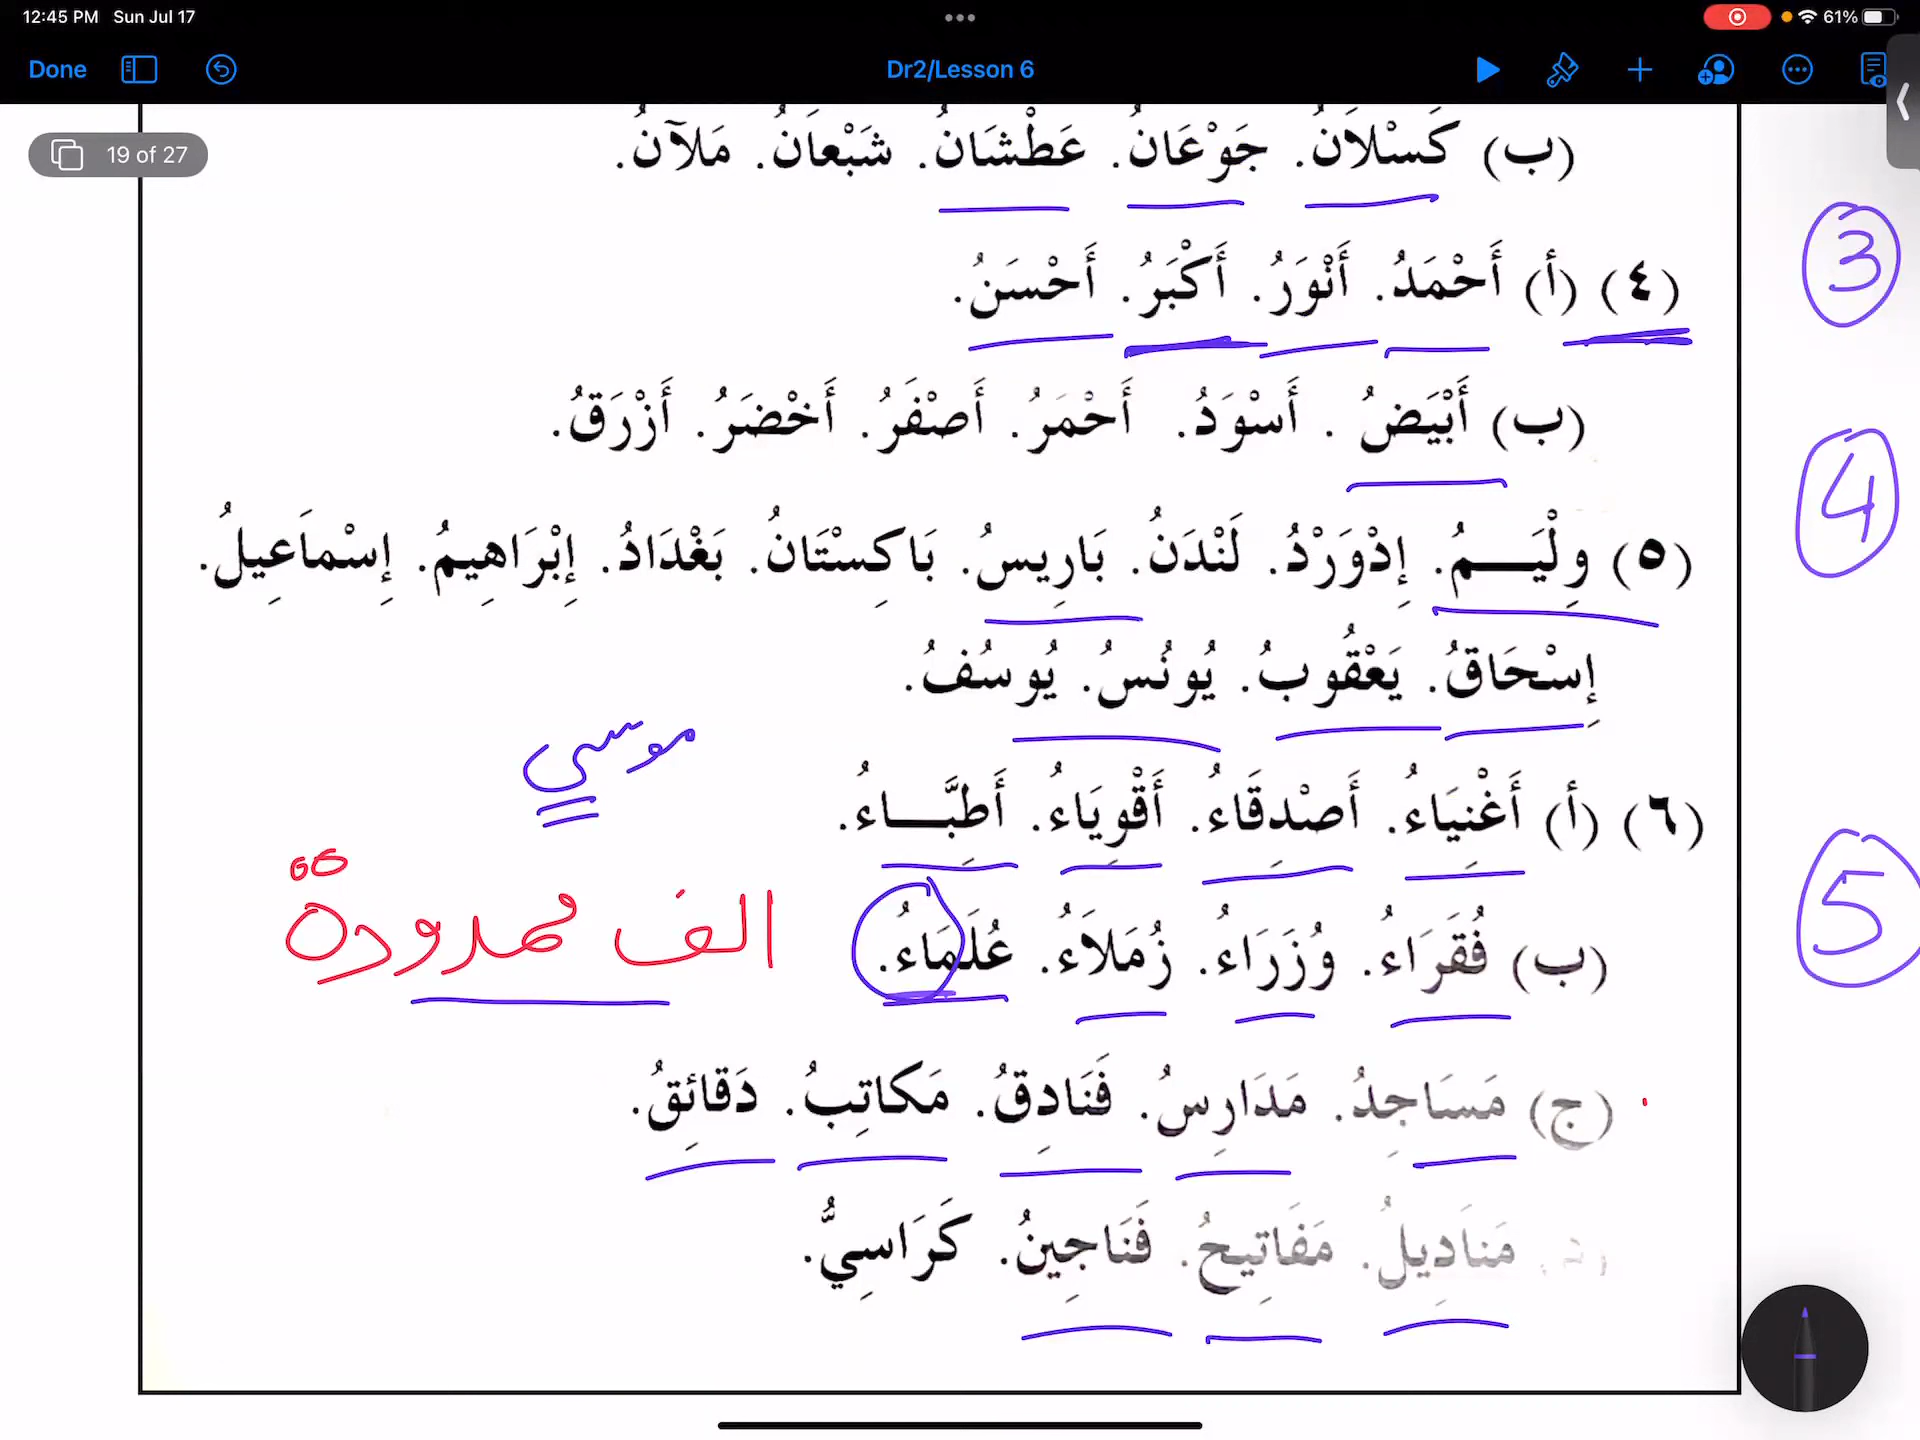 12:45 PM Sun Jul 17
61%
Done
Dr2/Lesson 6
19 of 27
(ب) كَسْلَانُ. جَوْعَانُ. عَطْشَانُ. شَبْعَانُ. مَلآنُ.
3
(٤) (أ) أَحْمَدُ. أَنْوَرُ. أَكْبَرُ. أَحْسَنُ.
(ب) أَبْيَضُ. أَسْوَدُ. أَحْمَرُ. أَصْفَرُ. أَخْضَرُ. أَزْرَقُ.
4
(٥) وِلْيَـــمُ. إِدْوَرْدُ. لَنْدَنُ. بَارِيسُ. بَاكِسْتَانُ. بَغْدَادُ. إِبْرَاهِيمُ. إِسْمَاعِيلُ.
إِسْحَاقُ. يَعْقُوبُ. يُونُسُ. يُوسُفُ.
موسى
(٦) (أ) أَغْنِيَاءُ. أَصْدِقَاءُ. أَقْوِيَاءُ. أَطِبَّـــاءُ.
5
(ب) فُقَرَاءُ. وُزَرَاءُ. زُمَلَاءُ. عُلَمَاءُ.
الف ممدودة
(ج) مَسَاجِدُ. مَدَارِسُ. فَنَادِقُ. مَكَاتِبُ. دَقَائِقُ.
(د) مَنَادِيلُ. مَفَاتِيحُ. فَنَاجِينُ. كَرَاسِيُّ.